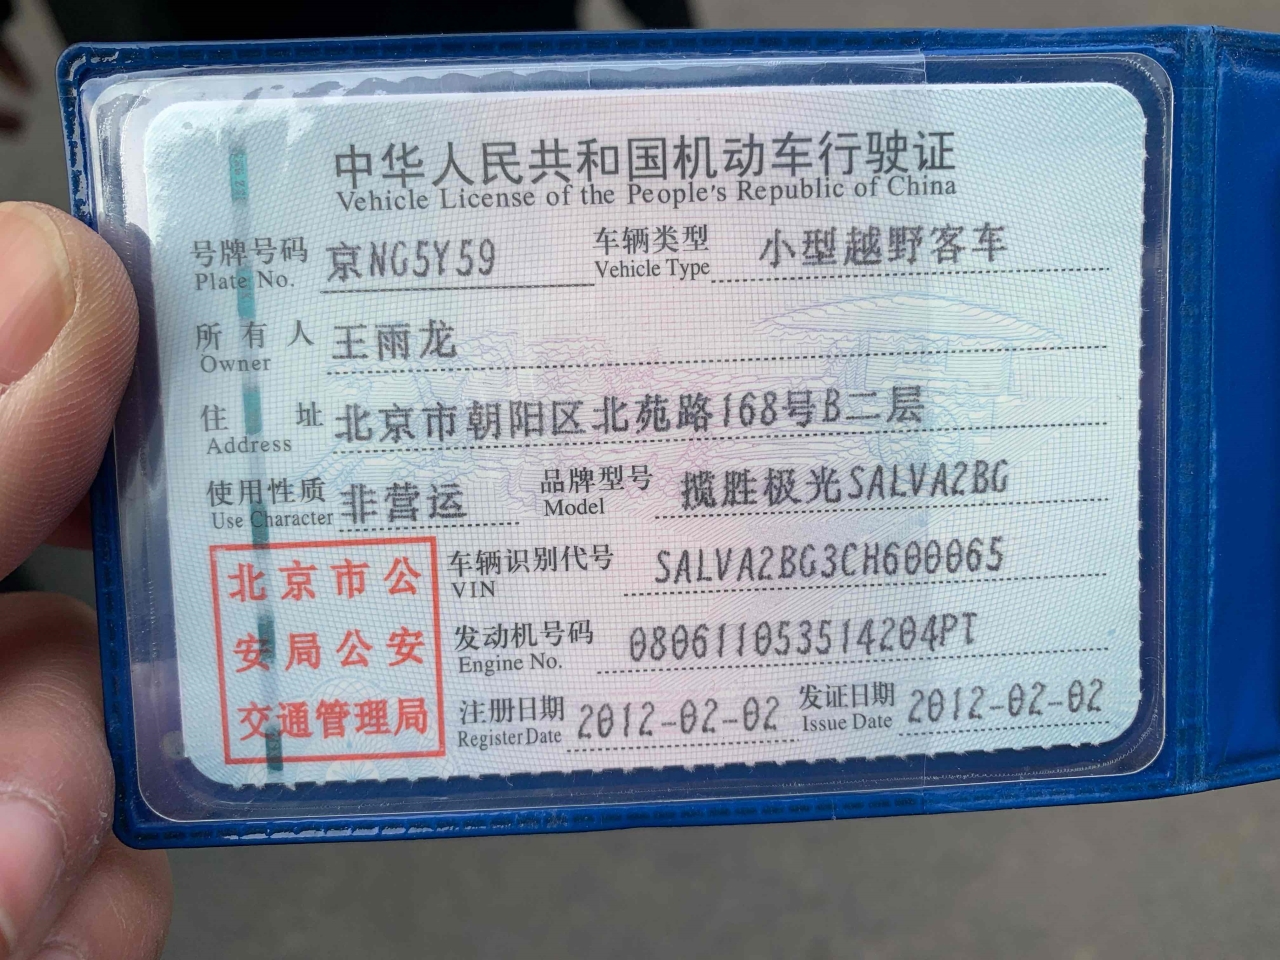 中华人民共和国机动车行驶证
Vehicle License of the People's Republic of China
号牌号码 京NG5Y59 车辆类型 小型越野客车
Plate No. Vehicle Type
所有人 王雨龙
Owner
住址 北京市朝阳区北苑路168号B二层
Address
使用性质 非营运 品牌型号 揽胜极光SALVA2BG
Use Character Model
北京市公
安局公安
交通管理局
车辆识别代号 SALVA2BG3CH600065
VIN
发动机号码 0806110535142​04PT
Engine No.
注册日期 2012-02-02 发证日期 2012-02-02
Register Date Issue Date